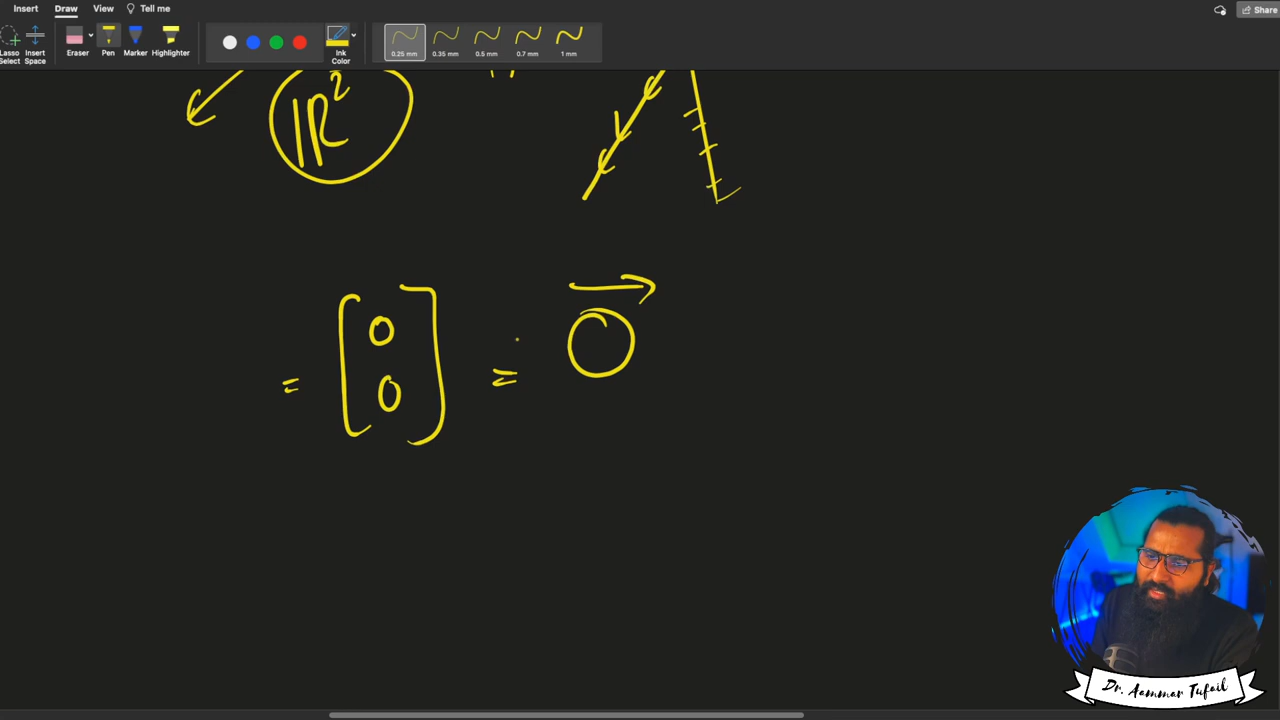 Insert Draw View Tell me Share
Lasso Select Insert Space Eraser Pen Marker Highlighter Ink Color 0.25 mm 0.35 mm 0.5 mm 0.7 mm 1 mm
ℝ²
= [0 0] = 0⃗
Dr. Aammar Tufail